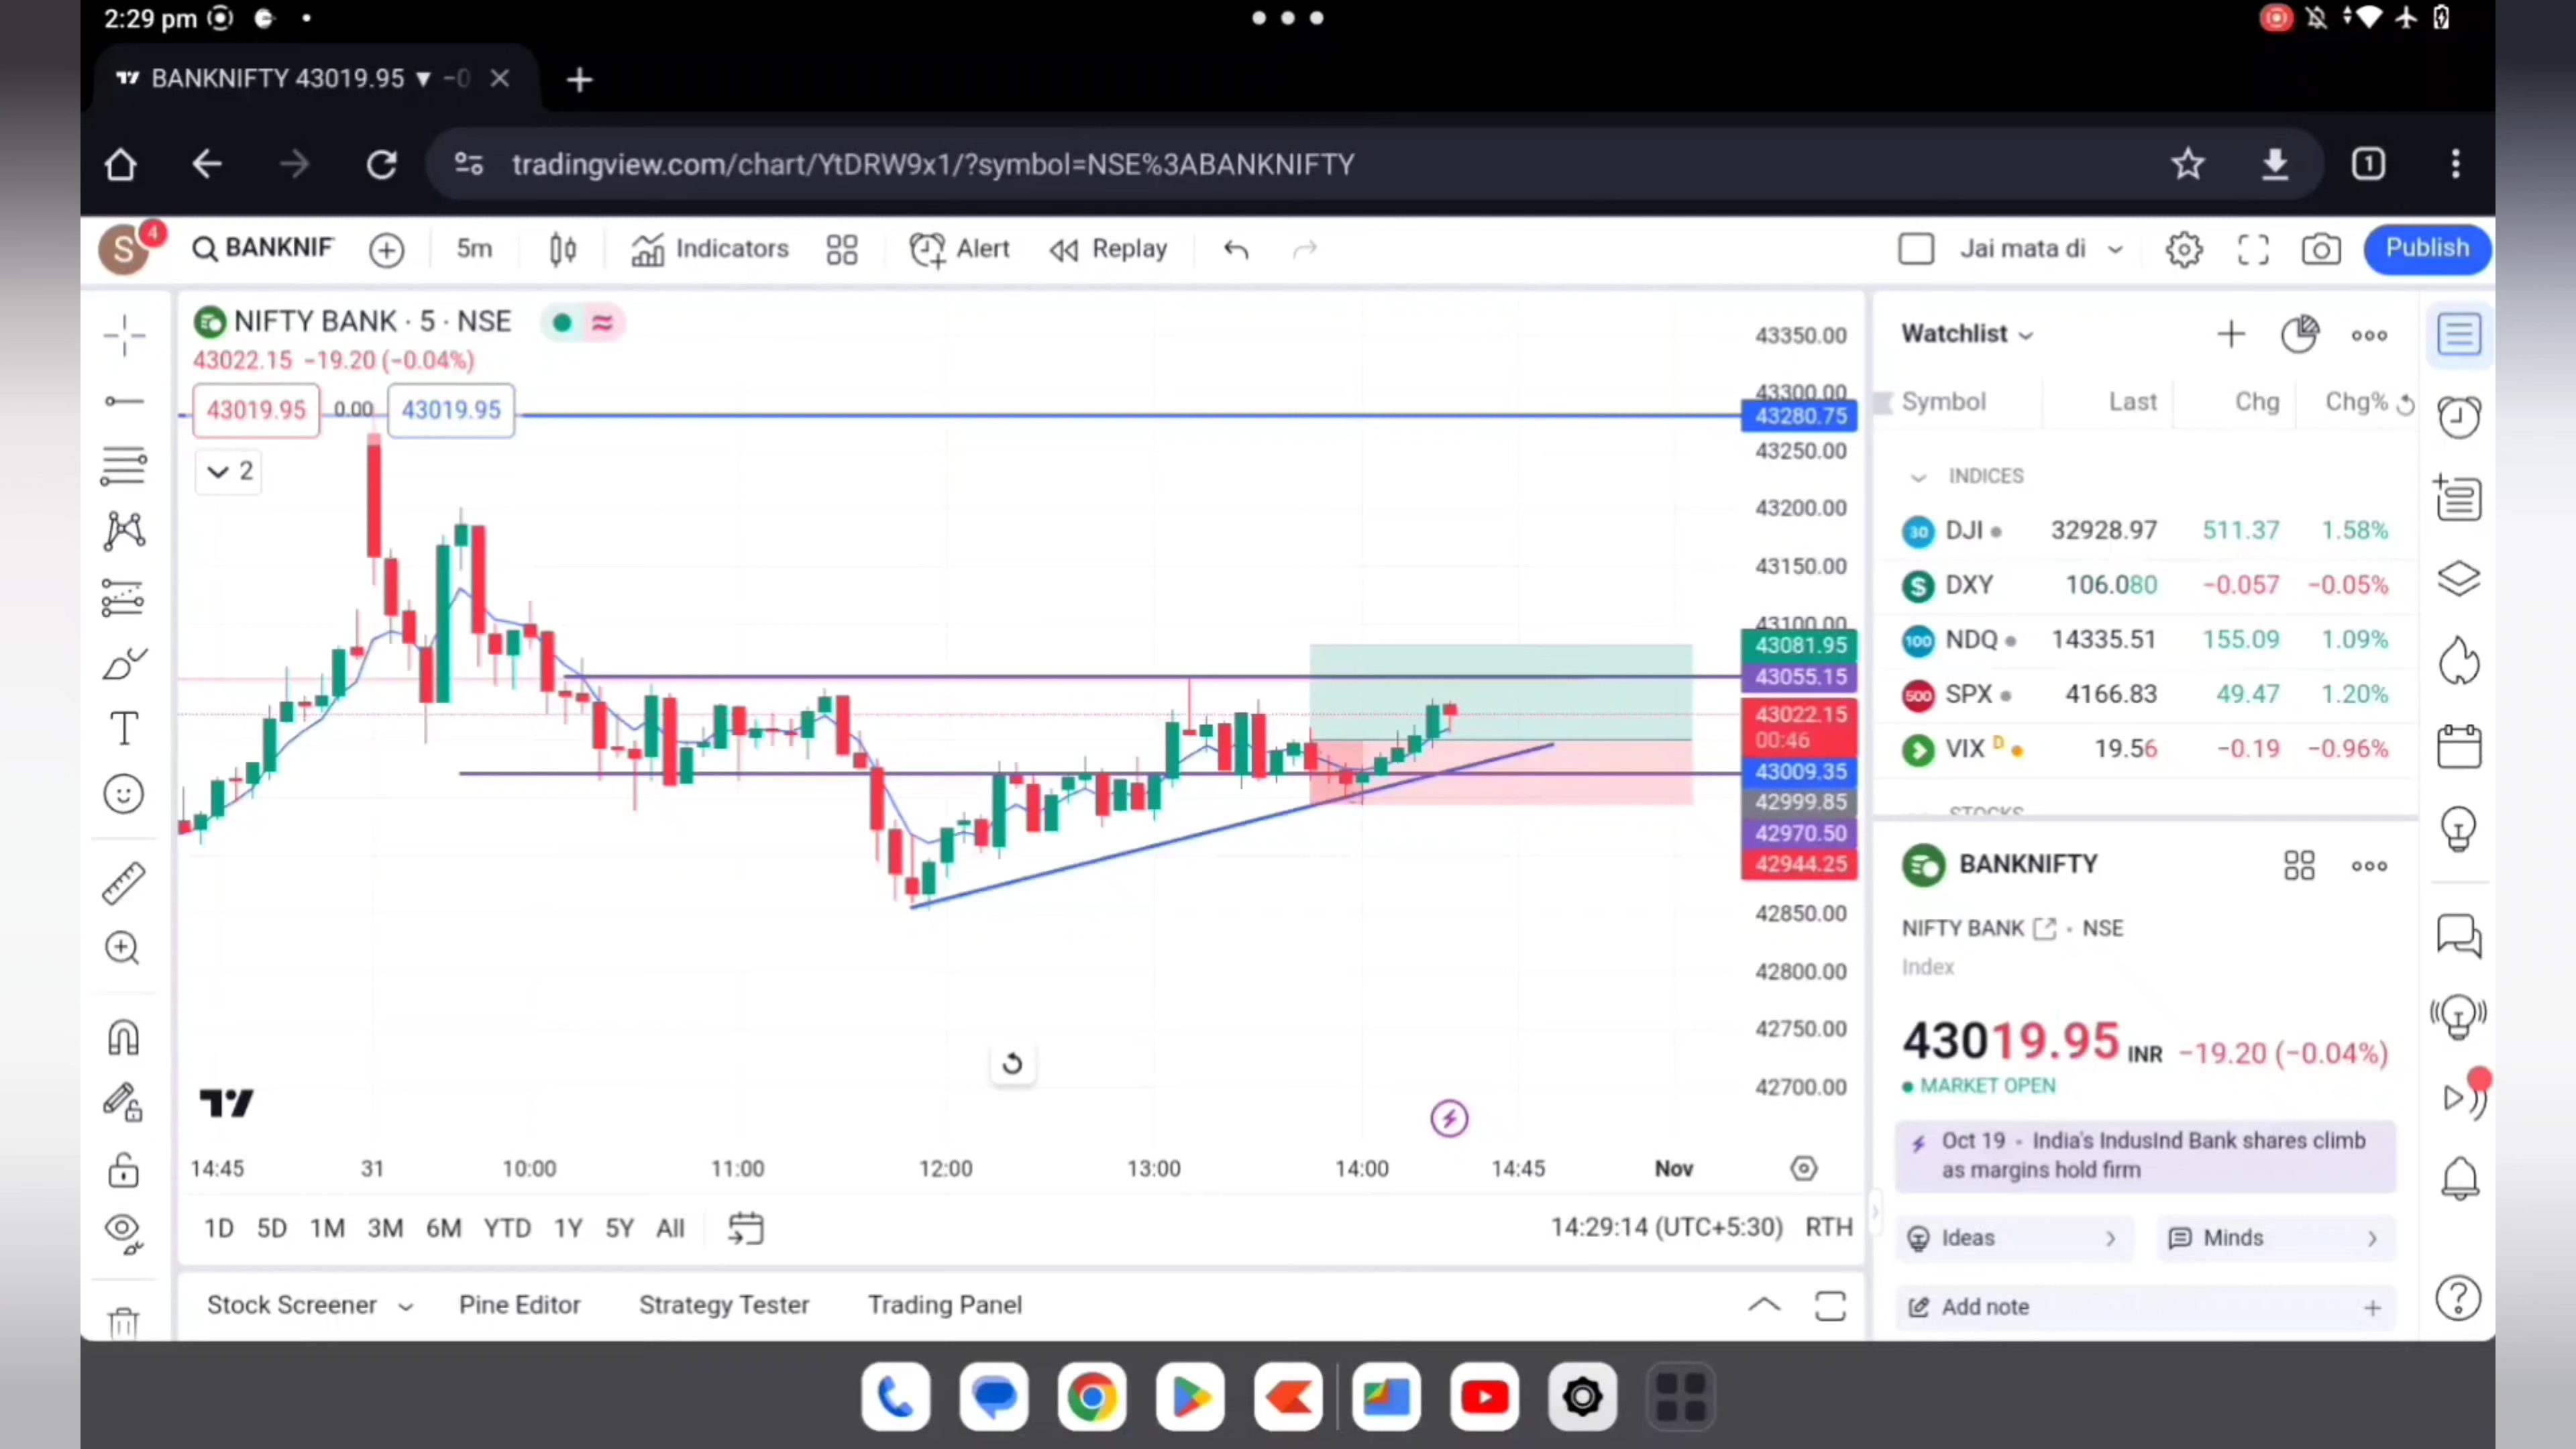 2:29 pm
BANKNIFTY 43019.95 ▼ −0
tradingview.com/chart/YtDRW9x1/?symbol=NSE%3ABANKNIFTY
1
S 4 BANKNIF 5m Indicators Alert Replay Jai mata di Publish
NIFTY BANK · 5 · NSE
43022.15 −19.20 (−0.04%)
43019.95 0.00 43019.95
2
43350.00
43300.00
43280.75
43250.00
43200.00
43150.00
43100.00
43081.95
43055.15
43022.15
00:46
43009.35
42999.85
42970.50
42944.25
42850.00
42800.00
42750.00
42700.00
14:45 31 10:00 11:00 12:00 13:00 14:00 14:45 Nov
1D 5D 1M 3M 6M YTD 1Y 5Y All 14:29:14 (UTC+5:30) RTH
Stock Screener Pine Editor Strategy Tester Trading Panel
Watchlist
Symbol Last Chg Chg%
INDICES
30 DJI 32928.97 511.37 1.58%
DXY 106.080 −0.057 −0.05%
100 NDQ 14335.51 155.09 1.09%
500 SPX 4166.83 49.47 1.20%
VIX D 19.56 −0.19 −0.96%
STOCKS
BANKNIFTY
NIFTY BANK · NSE
Index
43019.95 INR −19.20 (−0.04%)
MARKET OPEN
Oct 19 · India's IndusInd Bank shares climb
as margins hold firm
Ideas Minds
Add note